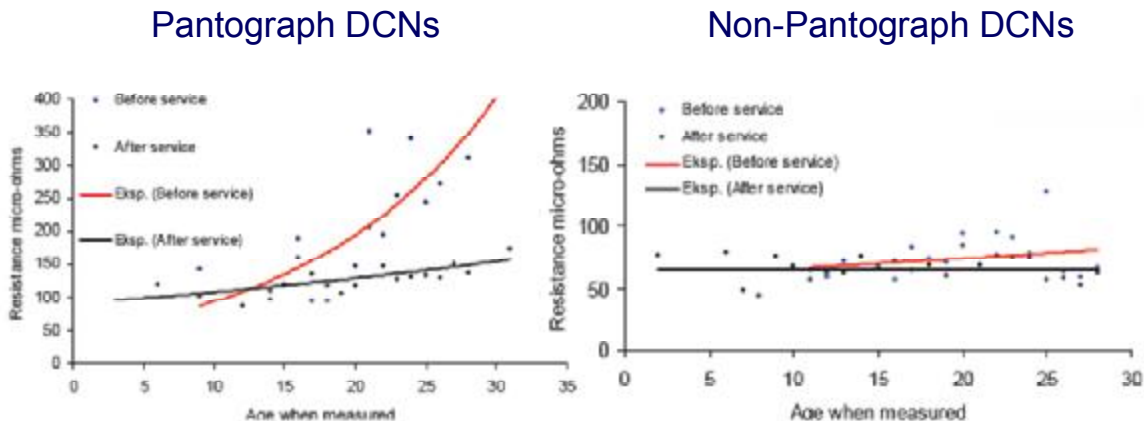 Pantograph DCNs
Non-Pantograph DCNs
Before service
After service
Eksp. (Before service)
Eksp. (After service)
400
350
300
250
200
150
100
50
0
0
5
10
15
20
25
30
35
Resistance micro-ohms
Age when measured
Before service
After service
Eksp. (Before service)
Eksp. (After service)
200
150
100
50
0
0
5
10
15
20
25
30
Resistance micro-ohms
Age when measured